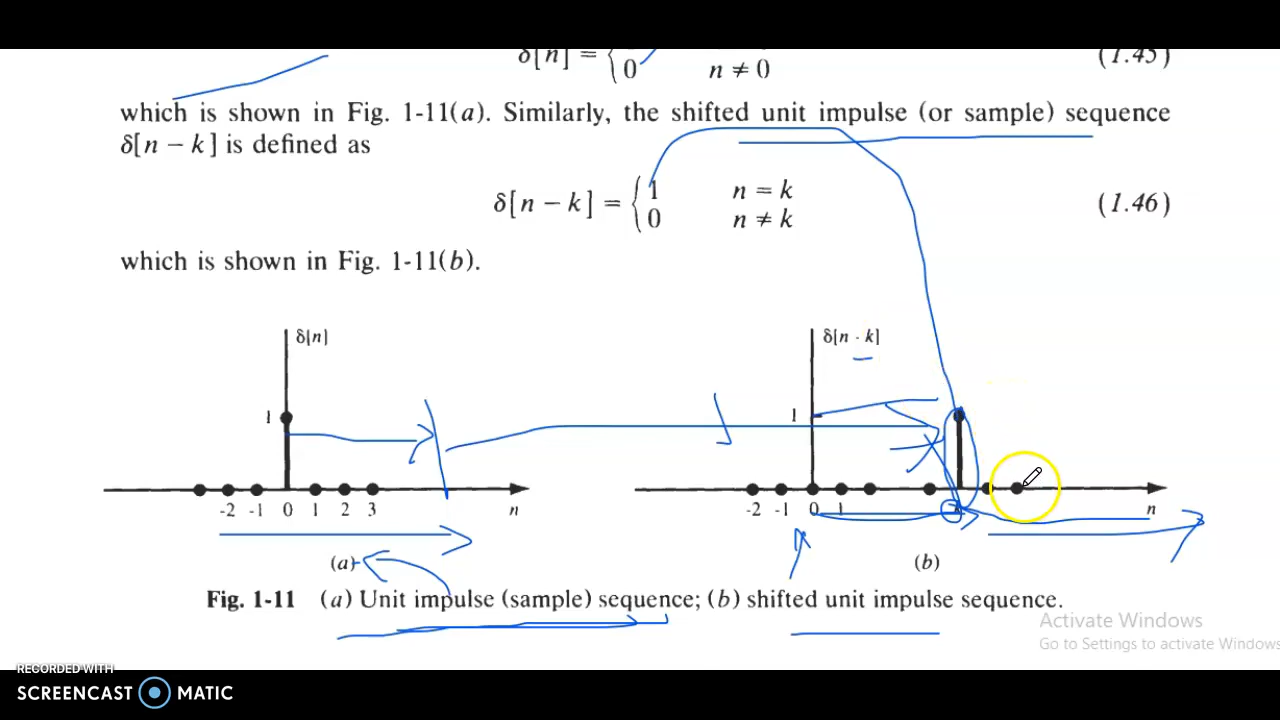 δ[n] = { 0 n ≠ 0 (1.45)
which is shown in Fig. 1-11(a). Similarly, the shifted unit impulse (or sample) sequence
δ[n − k] is defined as
δ[n − k] = { 1 n = k
0 n ≠ k (1.46)
which is shown in Fig. 1-11(b).
δ[n] δ[n - k]
1 1
-2 -1 0 1 2 3 n -2 -1 0 1 n
(a) (b)
Fig. 1-11 (a) Unit impulse (sample) sequence; (b) shifted unit impulse sequence.
Activate Windows
Go to Settings to activate Windows
RECORDED WITH
SCREENCAST MATIC